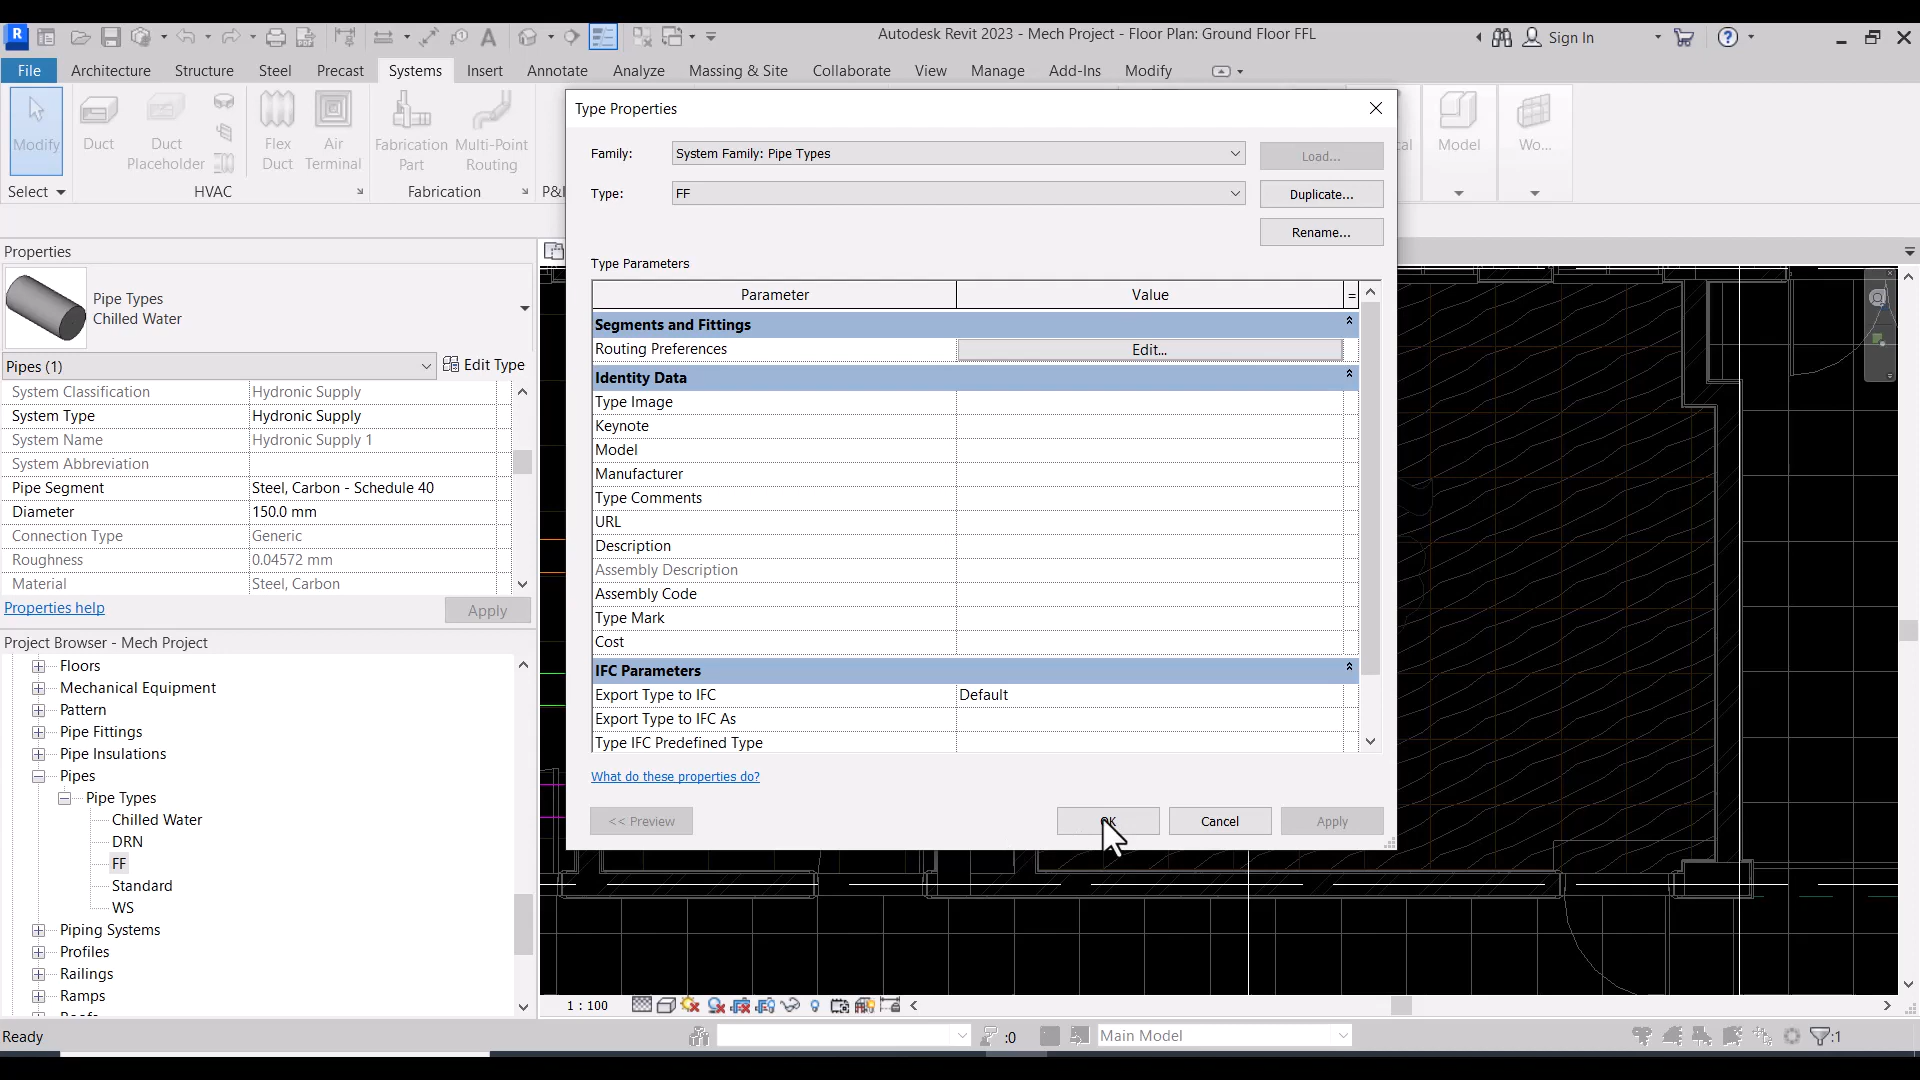 Autodesk Revit 2023 - Mech Project - Floor Plan: Ground Floor FFL
Sign In
File Architecture Structure Steel Precast Systems Insert Annotate Analyze Massing & Site Collaborate View Manage Add-Ins Modify
Modify
Duct
Duct Placeholder
Flex Duct
Air Terminal
Fabrication Part
Multi-Point Routing
Model
Wo...
Select
HVAC
Fabrication
Properties
Pipe Types
Chilled Water
Pipes (1)
Edit Type
System Classification Hydronic Supply
System Type Hydronic Supply
System Name Hydronic Supply 1
System Abbreviation
Pipe Segment Steel, Carbon - Schedule 40
Diameter 150.0 mm
Connection Type Generic
Roughness 0.04572 mm
Material Steel, Carbon
Properties help
Apply
Project Browser - Mech Project
Floors
Mechanical Equipment
Pattern
Pipe Fittings
Pipe Insulations
Pipes
Pipe Types
Chilled Water
DRN
FF
Standard
WS
Piping Systems
Profiles
Railings
Ramps
Type Properties
Family: System Family: Pipe Types Load...
Type: FF Duplicate...
Rename...
Type Parameters
Parameter Value =
Segments and Fittings
Routing Preferences Edit...
Identity Data
Type Image
Keynote
Model
Manufacturer
Type Comments
URL
Description
Assembly Description
Assembly Code
Type Mark
Cost
IFC Parameters
Export Type to IFC Default
Export Type to IFC As
Type IFC Predefined Type
What do these properties do?
<< Preview OK Cancel Apply
1 : 100
Ready
:0
Main Model
:1